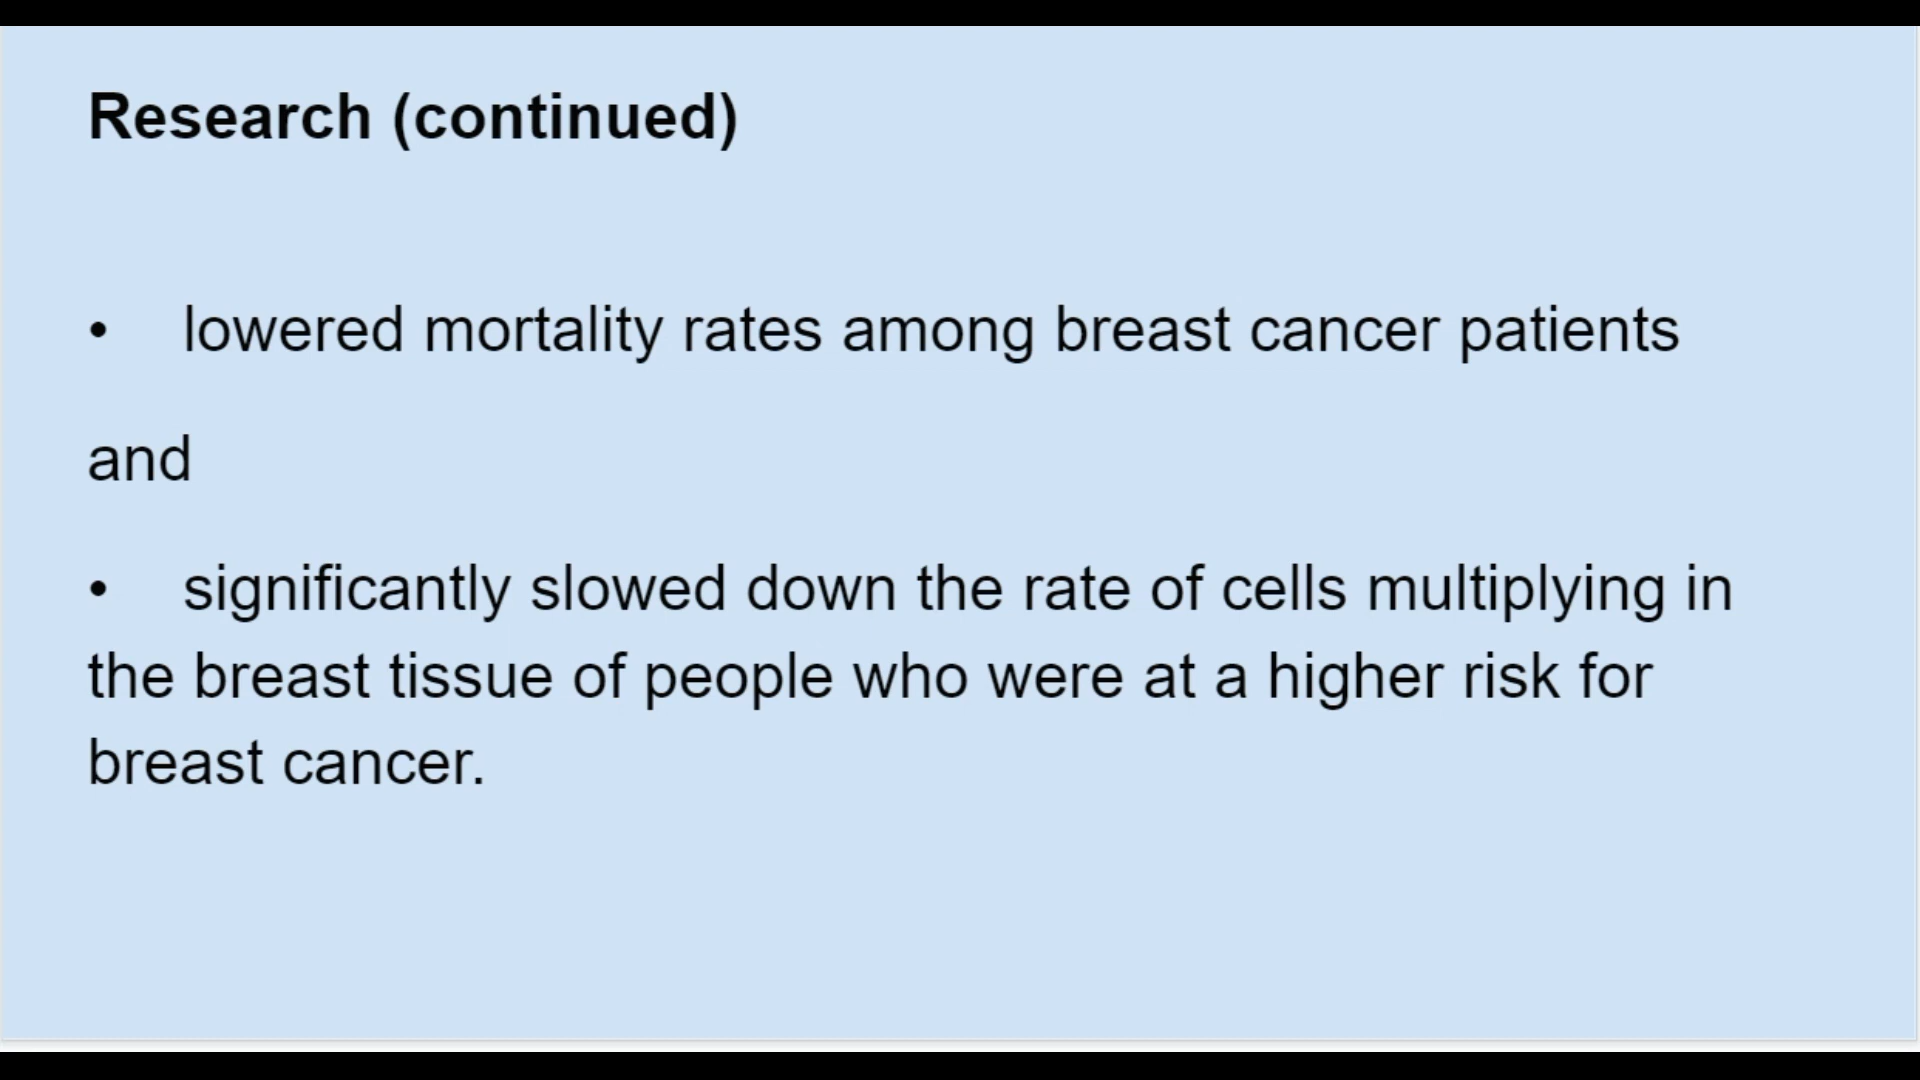 Research (continued)
• lowered mortality rates among breast cancer patients
and
• significantly slowed down the rate of cells multiplying in
the breast tissue of people who were at a higher risk for
breast cancer.